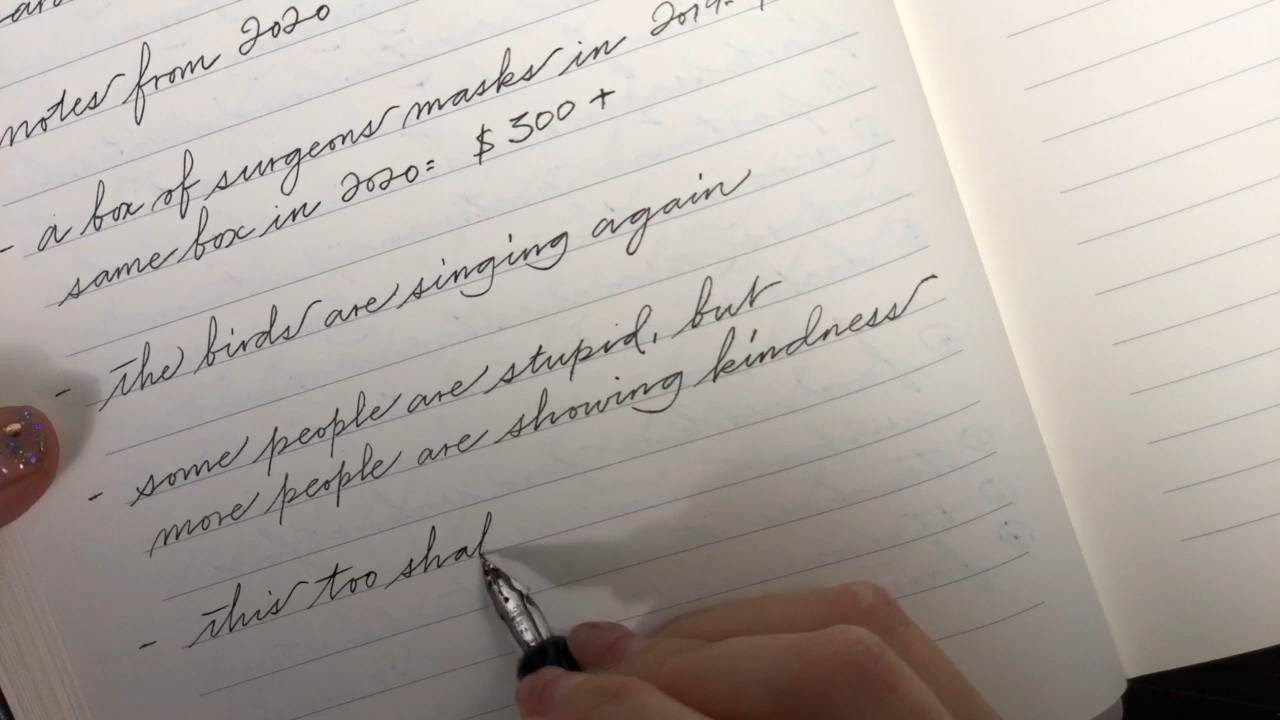 notes from 2020
- a box of surgeons masks in 2019:
same box in 2020: $300+
- the birds are singing again
- some people are stupid, but
more people are showing kindness
- this too shal